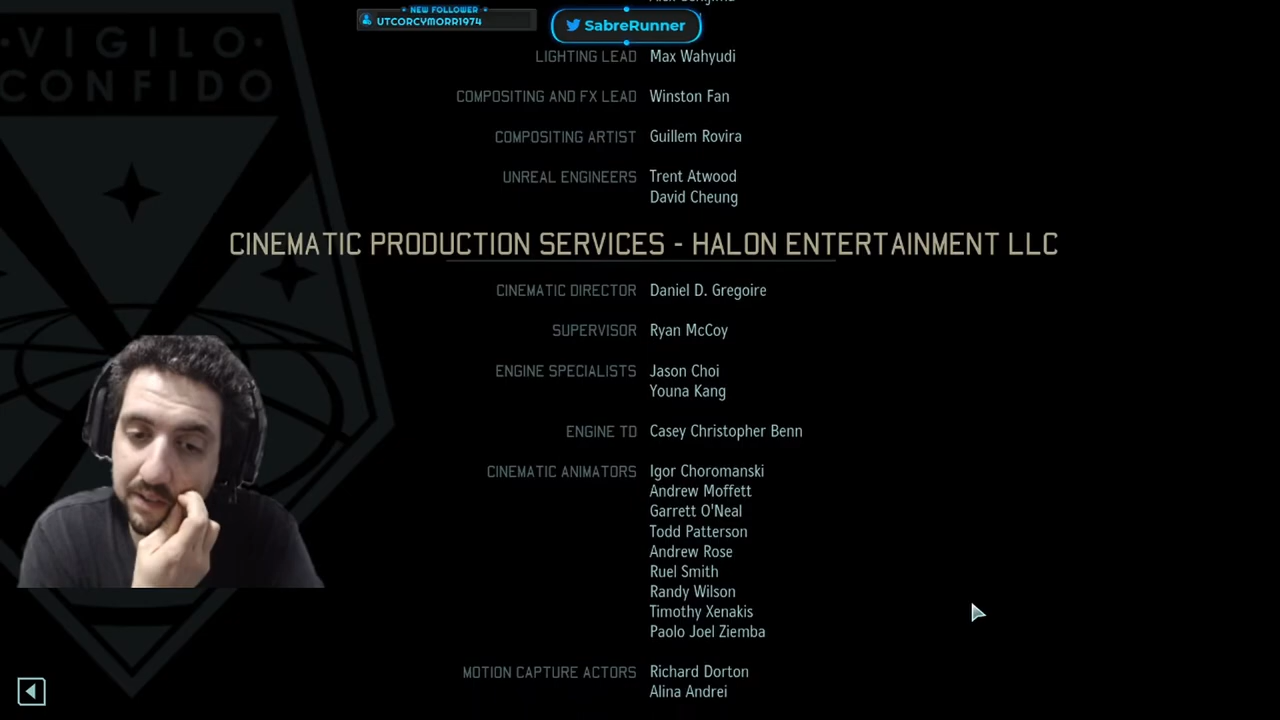 NEW FOLLOWER
UTCORCYMORR1974
SabreRunner
VIGILO
CONFIDO
LIGHTING LEAD Max Wahyudi
COMPOSITING AND FX LEAD Winston Fan
COMPOSITING ARTIST Guillem Rovira
UNREAL ENGINEERS Trent Atwood
David Cheung
CINEMATIC PRODUCTION SERVICES - HALON ENTERTAINMENT LLC
CINEMATIC DIRECTOR Daniel D. Gregoire
SUPERVISOR Ryan McCoy
ENGINE SPECIALISTS Jason Choi
Youna Kang
ENGINE TD Casey Christopher Benn
CINEMATIC ANIMATORS Igor Choromanski
Andrew Moffett
Garrett O'Neal
Todd Patterson
Andrew Rose
Ruel Smith
Randy Wilson
Timothy Xenakis
Paolo Joel Ziemba
MOTION CAPTURE ACTORS Richard Dorton
Alina Andrei